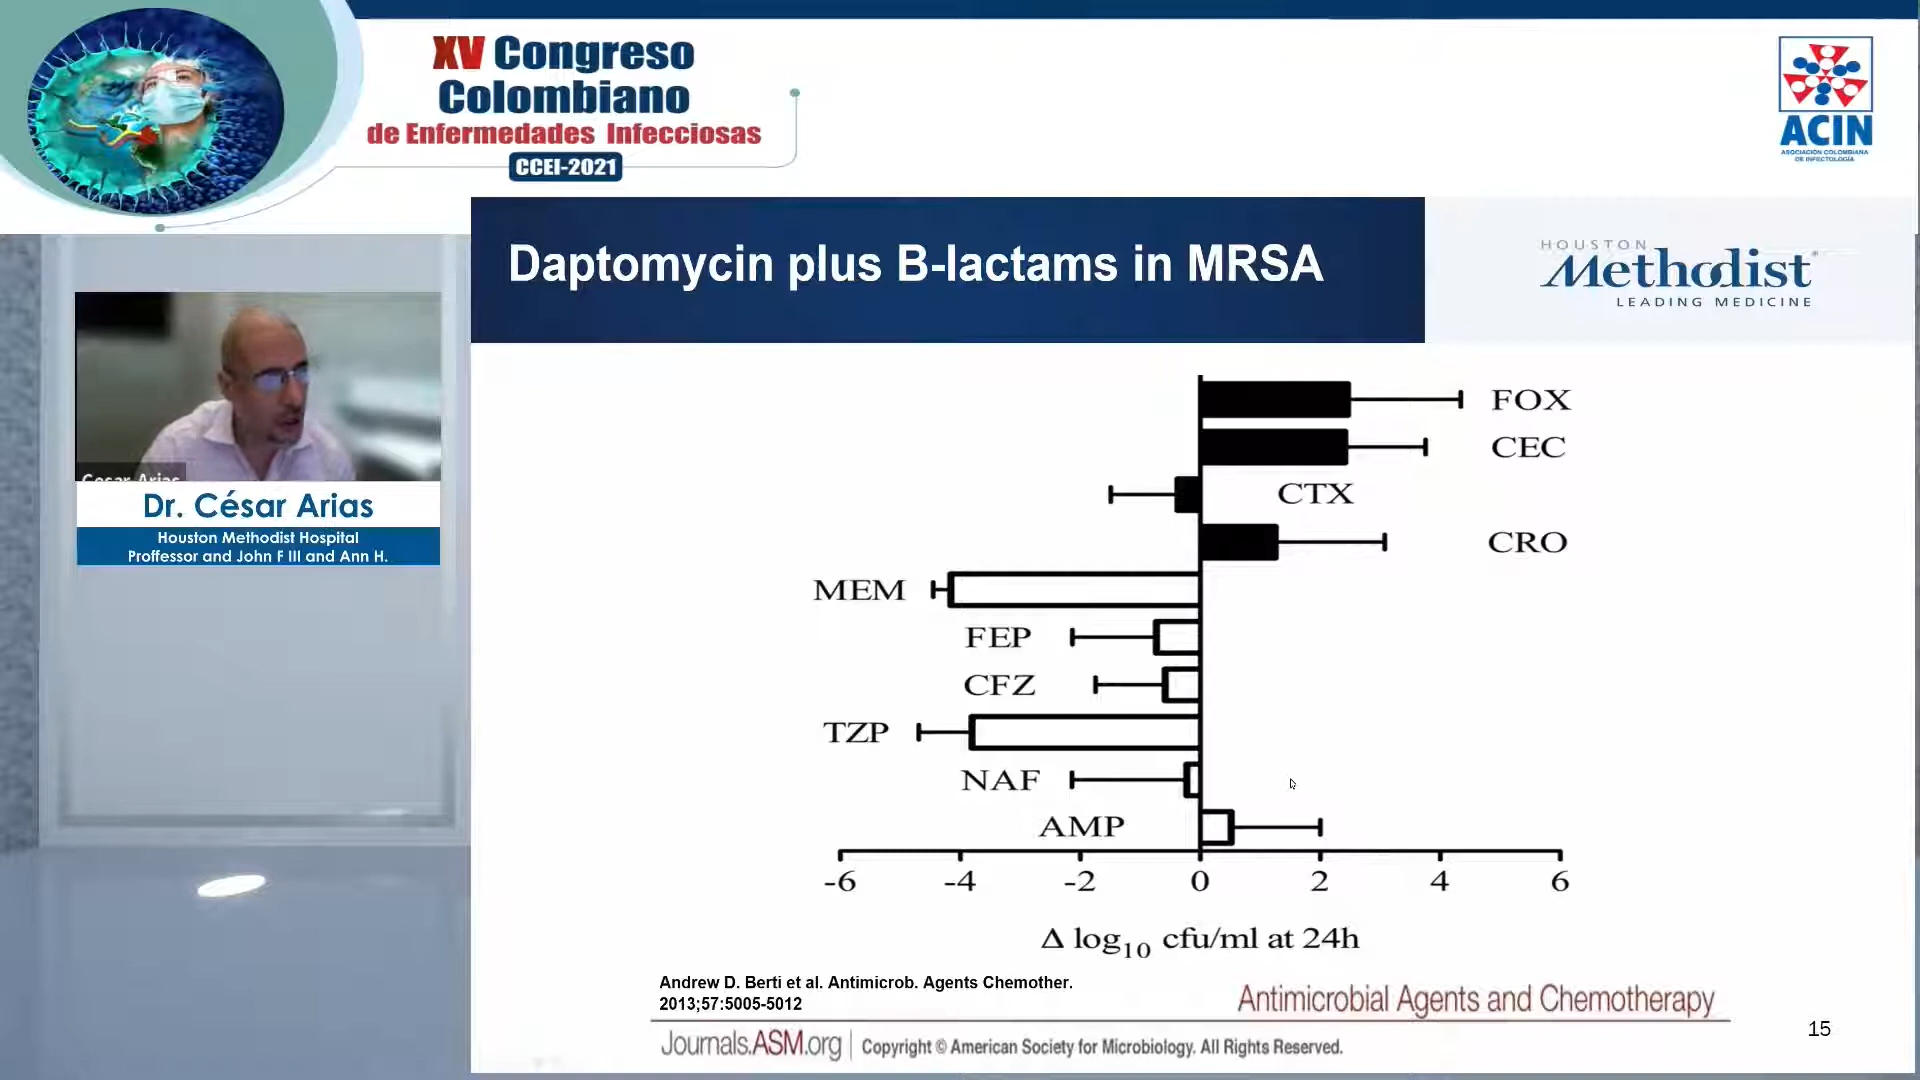 XV Congreso
Colombiano
de Enfermedades Infecciosas
CCEI-2021
ACIN
ASOCIACIÓN COLOMBIANA
DE INFECTOLOGÍA
Daptomycin plus B-lactams in MRSA
HOUSTON
Methodist
LEADING MEDICINE
Cesar Arias
Dr. César Arias
Houston Methodist Hospital
Proffessor and John F III and Ann H.
FOX
CEC
CTX
CRO
MEM
FEP
CFZ
TZP
NAF
AMP
-6 -4 -2 0 2 4 6
Δ log10 cfu/ml at 24h
Andrew D. Berti et al. Antimicrob. Agents Chemother.
2013;57:5005-5012
Antimicrobial Agents and Chemotherapy
Journals.ASM.org | Copyright © American Society for Microbiology. All Rights Reserved.
15